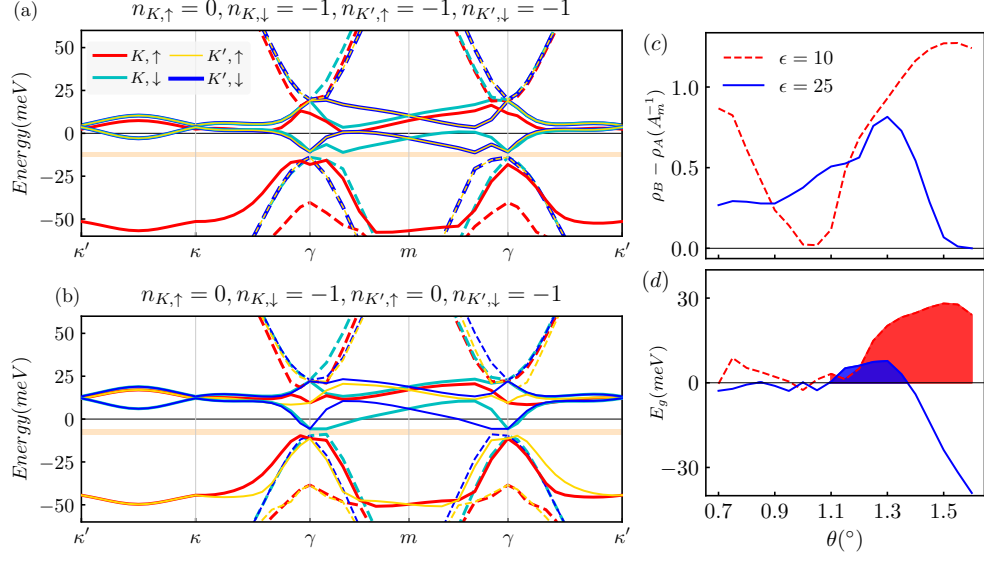 (a)
n_{K,↑} = 0, n_{K,↓} = −1, n_{K′,↑} = −1, n_{K′,↓} = −1
Energy(meV)
50
25
0
−25
−50
K, ↑
K′, ↑
K, ↓
K′, ↓
κ′
κ
γ
m
γ
κ′
(b)
n_{K,↑} = 0, n_{K,↓} = −1, n_{K′,↑} = 0, n_{K′,↓} = −1
Energy(meV)
50
25
0
−25
−50
κ′
κ
γ
m
γ
κ′
(c)
ϵ = 10
ϵ = 25
ρ_B − ρ_A(A_m^{−1})
1.0
0.5
0.0
(d)
E_g(meV)
30
0
−30
0.7
0.9
1.1
1.3
1.5
θ(°)